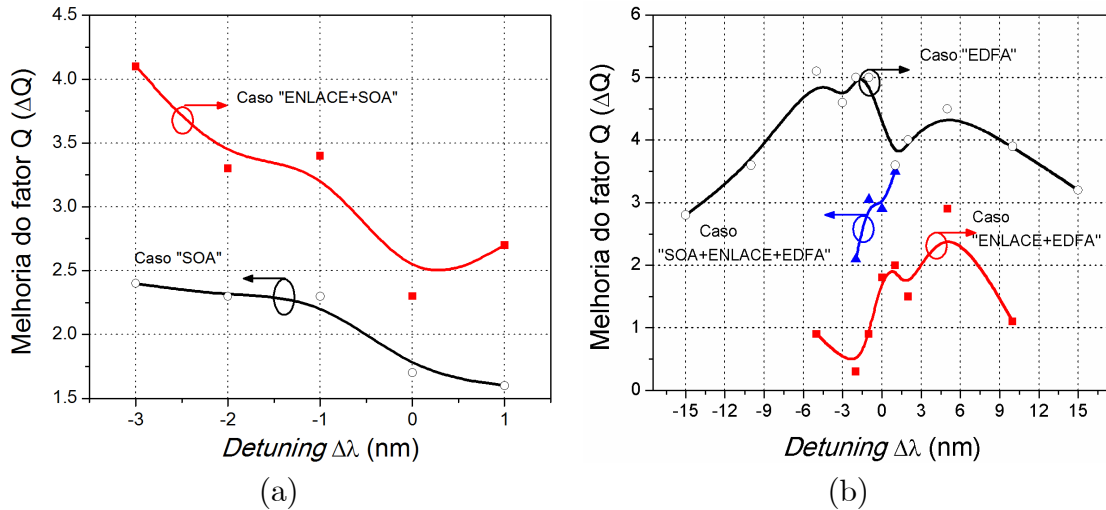 (a)
4.5
4.0
3.5
3.0
2.5
2.0
1.5
Melhoria do fator Q (ΔQ)
Caso "ENLACE+SOA"
Caso "SOA"
-3 -2 -1 0 1
Detuning Δλ (nm)
(a)
(b)
6
5
4
3
2
1
0
Melhoria do fator Q (ΔQ)
Caso "EDFA"
Caso
"SOA+ENLACE+EDFA"
Caso
"ENLACE+EDFA"
-15 -12 -9 -6 -3 0 3 6 9 12 15
Detuning Δλ (nm)
(b)